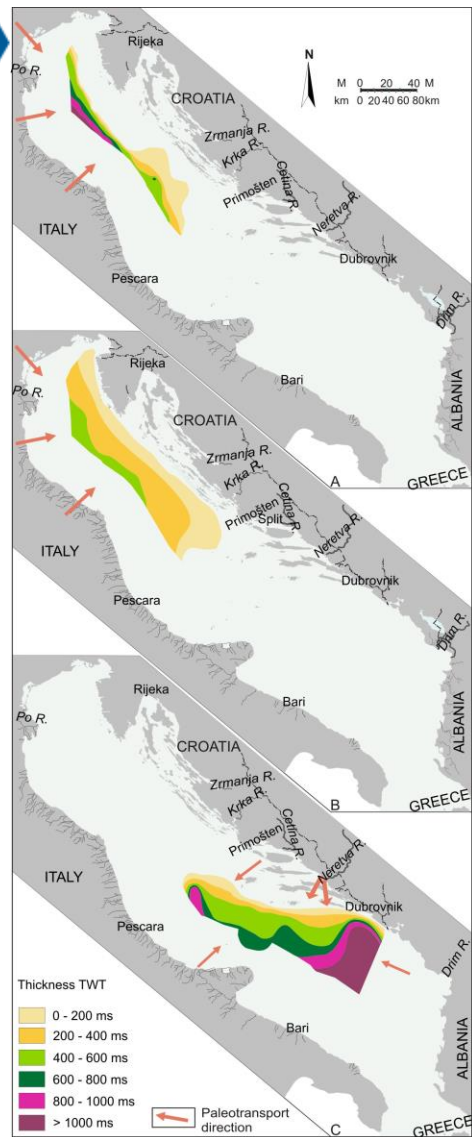 Rijeka
Po R.
N
M 0 20 40 M
km 0 20 40 60 80km
CROATIA
Zrmanja R.
Krka R.
Cetina R.
Primošten
Neretva R.
ITALY
Dubrovnik
Pescara
Drim R.
Bari
ALBANIA
GREECE
A
Rijeka
Po R.
CROATIA
Zrmanja R.
Krka R.
Cetina R.
Primošten
Split
Neretva R.
ITALY
Dubrovnik
Pescara
Drim R.
Bari
ALBANIA
GREECE
B
Rijeka
Po R.
CROATIA
Zrmanja R.
Krka R.
Cetina R.
Primošten
Neretva R.
ITALY
Dubrovnik
Pescara
Drim R.
Bari
ALBANIA
GREECE
C
Thickness TWT
0 - 200 ms
200 - 400 ms
400 - 600 ms
600 - 800 ms
800 - 1000 ms
> 1000 ms
Paleotransport
direction